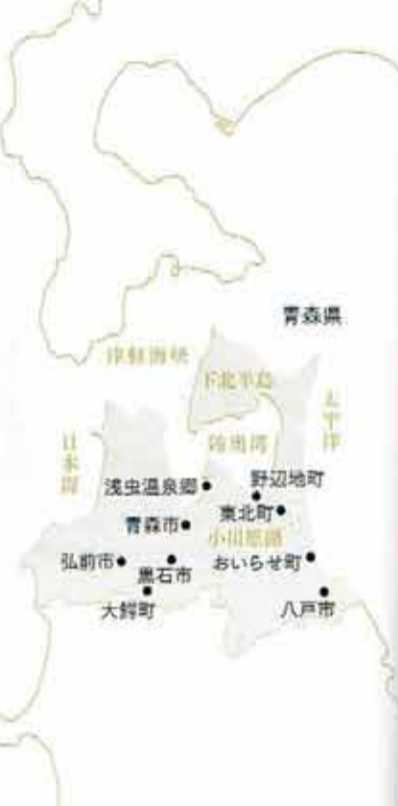 青森県
津軽海峡
下北半島
太平洋
陸奥湾
日本海
浅虫温泉郷
野辺地町
東北町
青森市
小川原湖
おいらせ町
弘前市
黒石市
大鰐町
八戸市